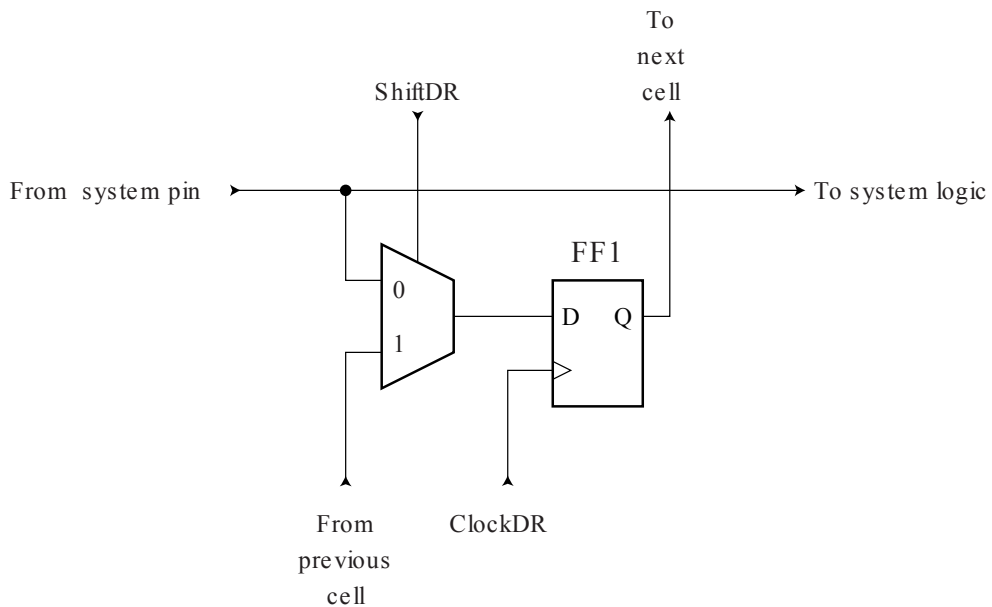 To
next
cell
ShiftDR
From system pin
To system logic
FF1
0
D Q
1
From
previous
cell
ClockDR